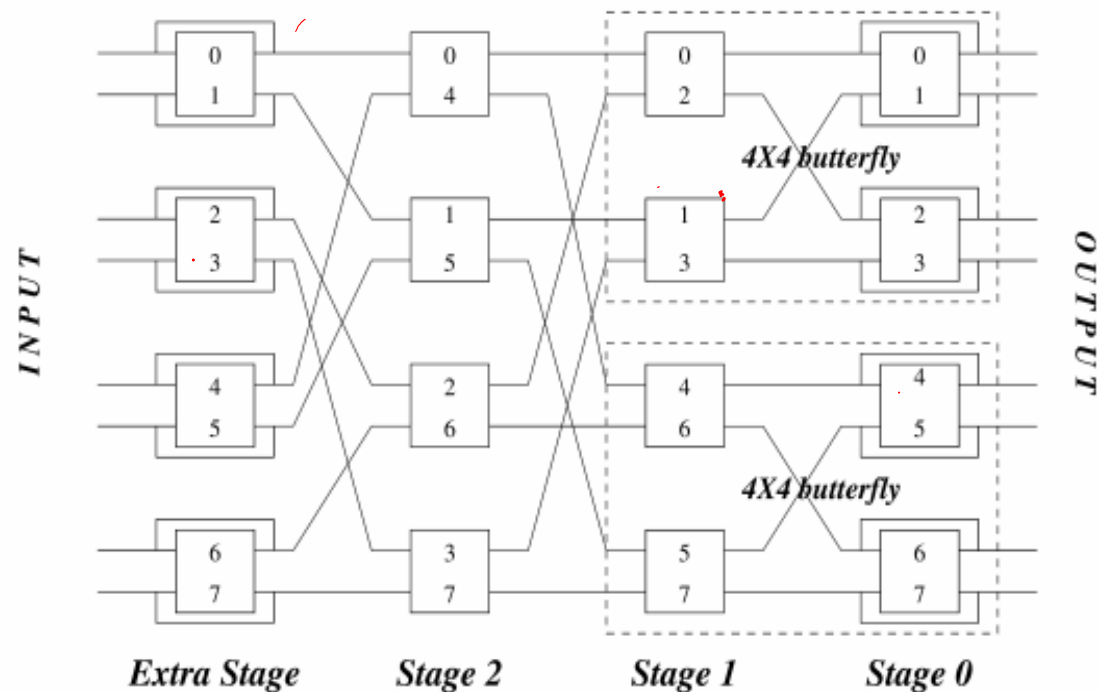 INPUT
0 0 0 0
1 4 2 1
4X4 butterfly
2 1 1 2
3 5 3 3
OUTPUT
4 2 4 4
5 6 6 5
4X4 butterfly
6 3 5 6
7 7 7 7
Extra Stage Stage 2 Stage 1 Stage 0